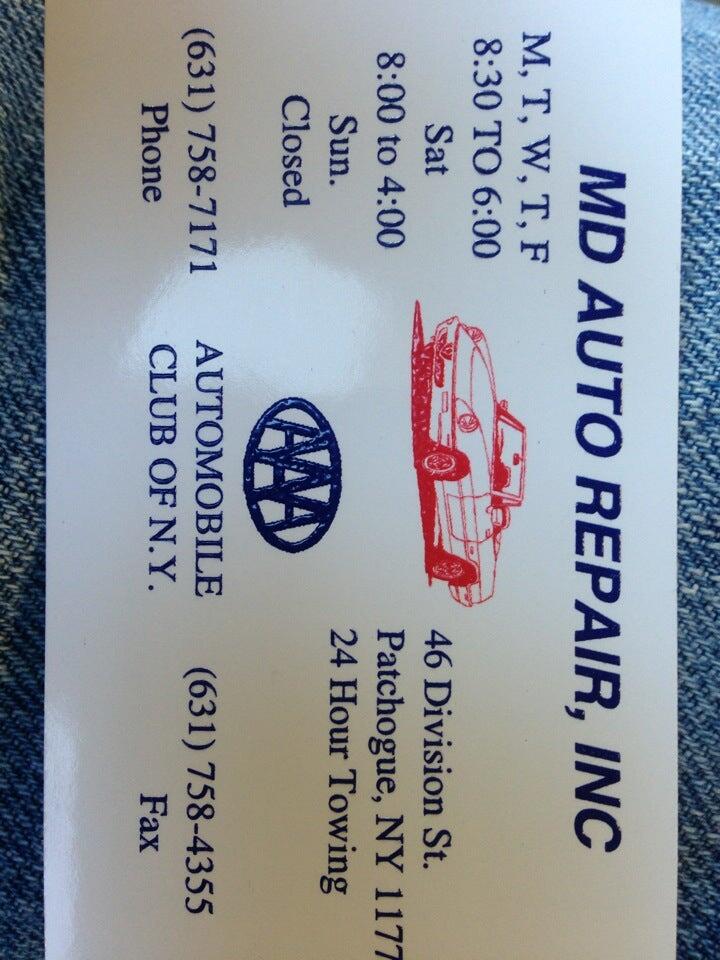 MD AUTO REPAIR, INC
M, T, W, T, F
8:30 TO 6:00
Sat
8:00 to 4:00
Sun.
Closed
46 Division St.
Patchogue, NY 1177
24 Hour Towing
AAA
(631) 758-7171
Phone
AUTOMOBILE
CLUB OF N.Y.
(631) 758-4355
Fax